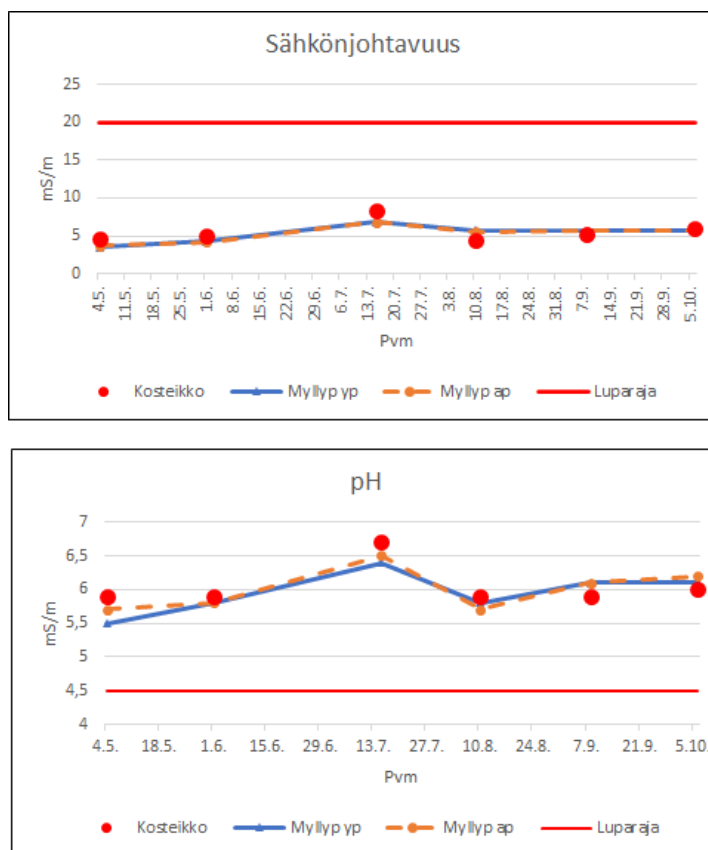 Sähkönjohtavuus
25
20
15
10
5
0
mS/m
4.5. 11.5. 18.5. 25.5. 1.6. 8.6. 15.6. 22.6. 29.6. 6.7. 13.7. 20.7. 27.7. 3.8. 10.8. 17.8. 24.8. 31.8. 7.9. 14.9. 21.9. 28.9. 5.10.
Pvm
Kosteikko Myllyp yp Myllyp ap Luparaja
pH
7
6,5
6
5,5
5
4,5
4
mS/m
4.5. 18.5. 1.6. 15.6. 29.6. 13.7. 27.7. 10.8. 24.8. 7.9. 21.9. 5.10.
Pvm
Kosteikko Myllyp yp Myllyp ap Luparaja